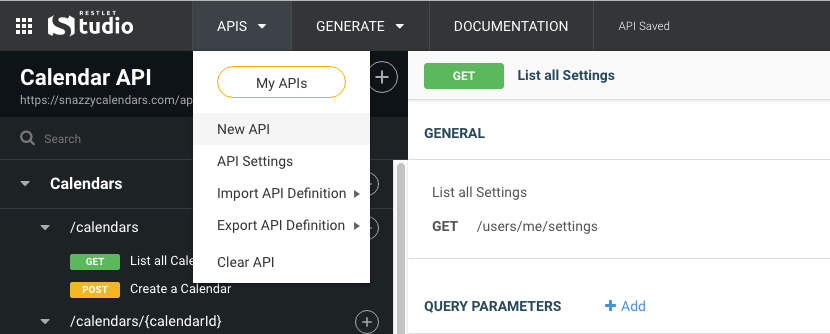 RESTLET
Studio
APIS
GENERATE
DOCUMENTATION
API Saved
Calendar API
https://snazzycalendars.com/ap
Search
Calendars
/calendars
GET List all Cale
POST Create a Calendar
/calendars/{calendarId}
My APIs
New API
API Settings
Import API Definition
Export API Definition
Clear API
GET List all Settings
GENERAL
List all Settings
GET /users/me/settings
QUERY PARAMETERS
+ Add